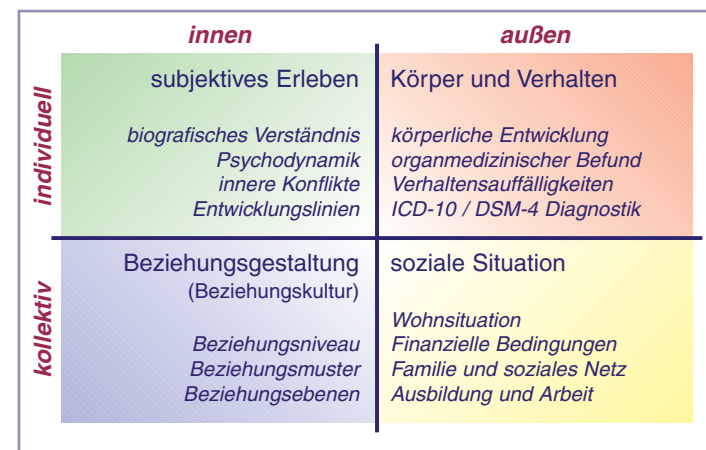 innen
außen
individuell
subjektives Erleben
biografisches Verständnis
Psychodynamik
innere Konflikte
Entwicklungslinien
Körper und Verhalten
körperliche Entwicklung
organmedizinischer Befund
Verhaltensauffälligkeiten
ICD-10 / DSM-4 Diagnostik
kollektiv
Beziehungsgestaltung
(Beziehungskultur)
Beziehungsniveau
Beziehungsmuster
Beziehungsebenen
soziale Situation
Wohnsituation
Finanzielle Bedingungen
Familie und soziales Netz
Ausbildung und Arbeit